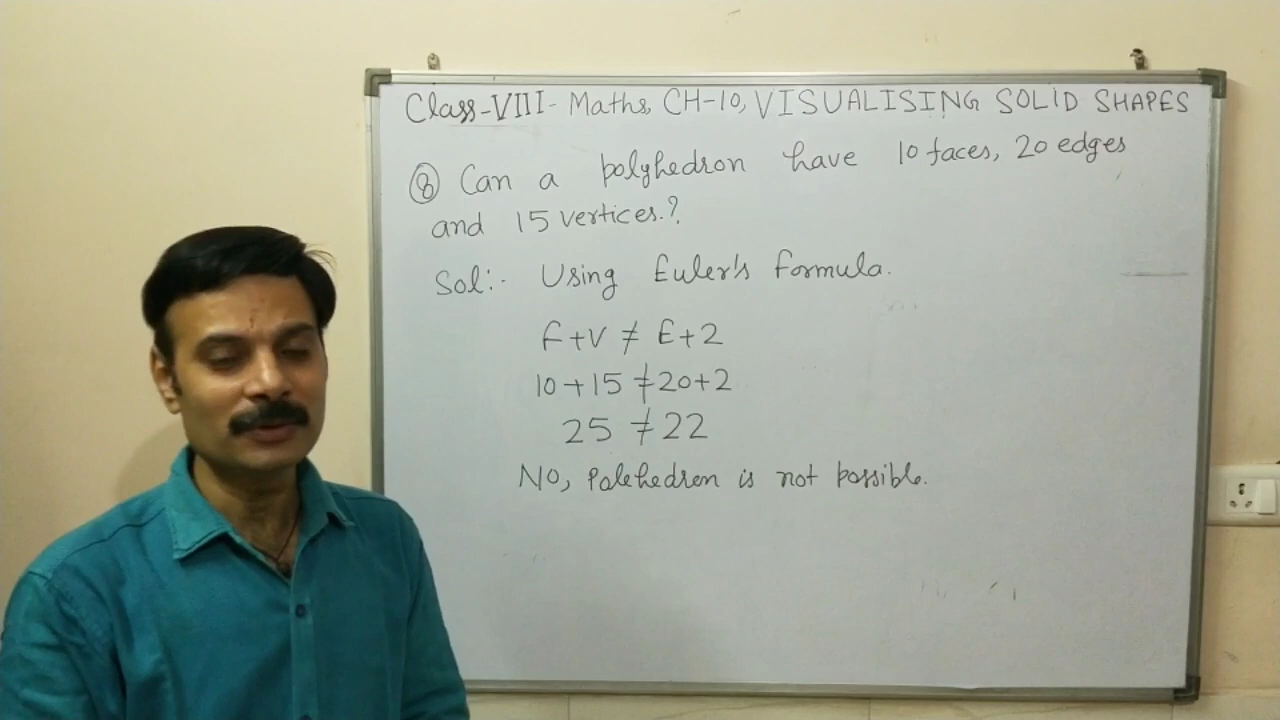 Class-VIII- Maths, CH-10, VISUALISING SOLID SHAPES
⑧ Can a polyhedron have 10 faces, 20 edges
and 15 vertices.?
Sol:- Using Euler's formula.
F+V ≠ E+2
10+15 ≠ 20+2
25 ≠ 22
No, Polehedron is not possible.